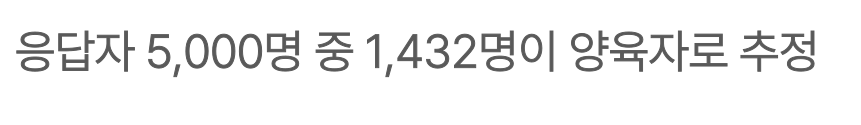 응답자 5,000명 중 1,432명이 양육자로 추정